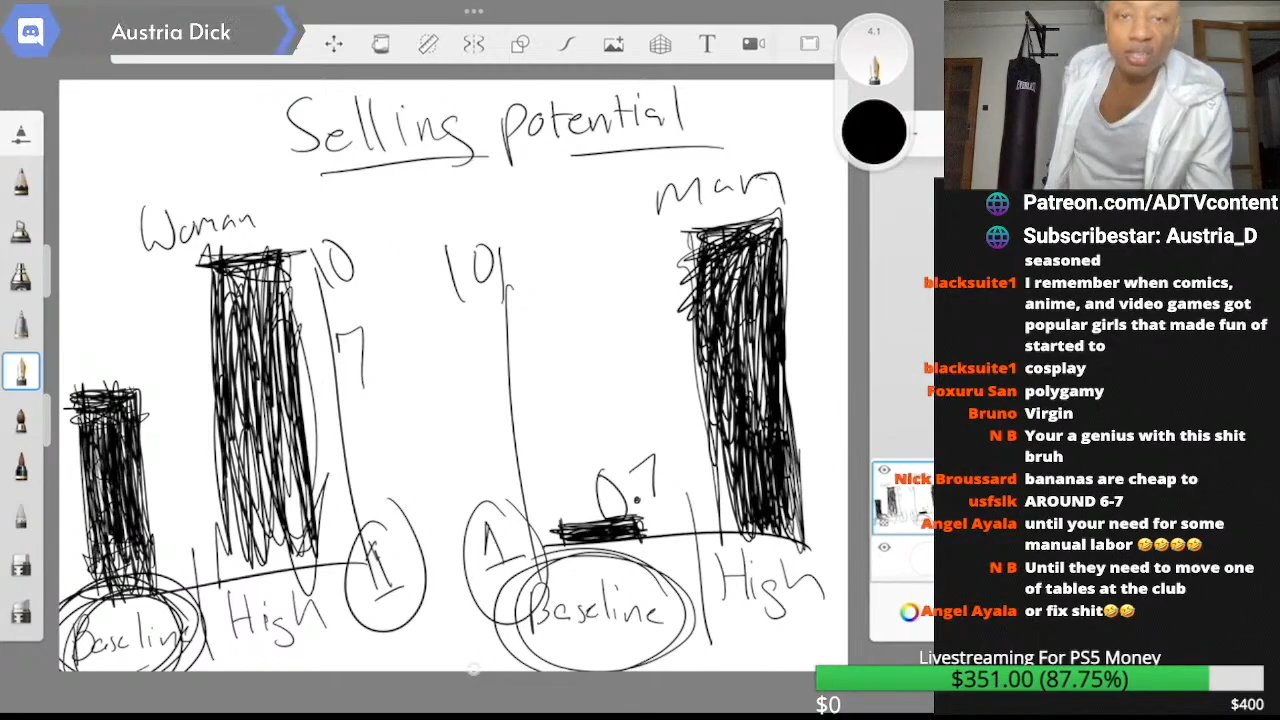 Austria Dick
4.1
T
Selling potential
Woman
Man
10
10
7
0.7
1
1
Baseline
High
Baseline
High
EVERLAST
Patreon.com/ADTVcontent
Subscribestar: Austria_D
seasoned
blacksuite1 I remember when comics,
anime, and video games got
popular girls that made fun of
started to
blacksuite1 cosplay
Foxuru San polygamy
Bruno Virgin
N B Your a genius with this shit
bruh
Nick Broussard bananas are cheap to
usfslk AROUND 6-7
Angel Ayala until your need for some
manual labor 🤣🤣🤣🤣
N B Until they need to move one
of tables at the club
Angel Ayala or fix shit🤣🤣
Livestreaming For PS5 Money
$351.00 (87.75%)
$0
$400